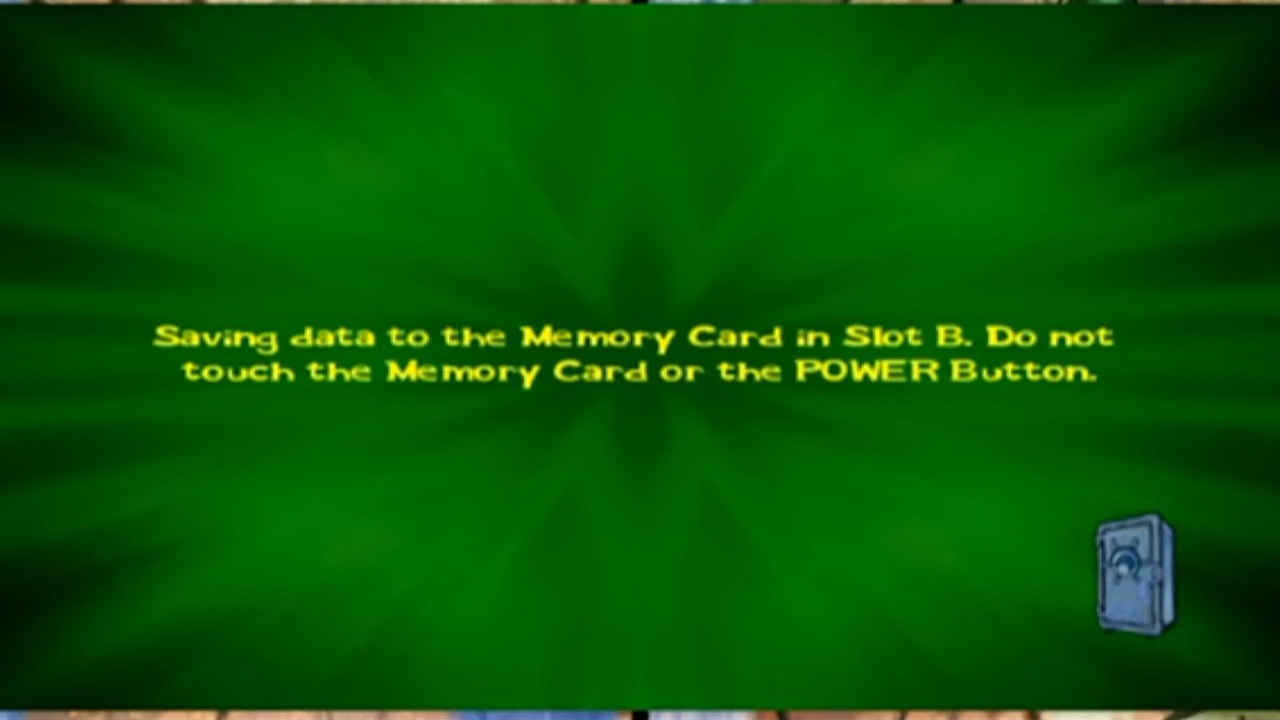 Saving data to the Memory Card in Slot B. Do not
touch the Memory Card or the POWER Button.